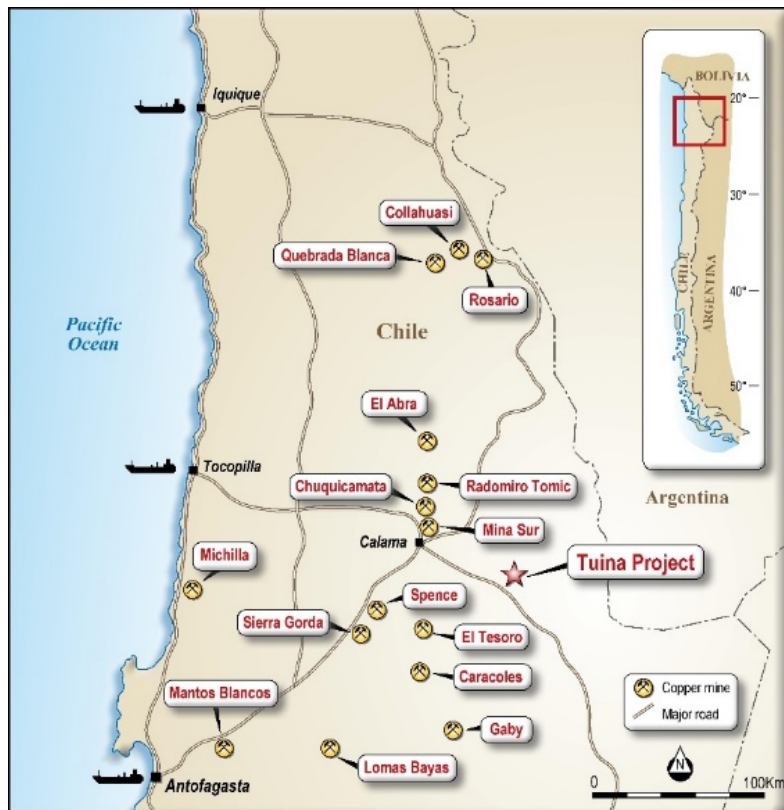 Iquique
BOLIVIA
20°
30°
CHILE
ARGENTINA
40°
50°
Collahuasi
Quebrada Blanca
Rosario
Pacific
Ocean
Chile
El Abra
Tocopilla
Chuquicamata
Radomiro Tomic
Argentina
Mina Sur
Calama
Michilla
Tuina Project
Spence
Sierra Gorda
El Tesoro
Caracoles
Mantos Blancos
Copper mine
Major road
Gaby
Lomas Bayas
N
Antofagasta
0 100Km